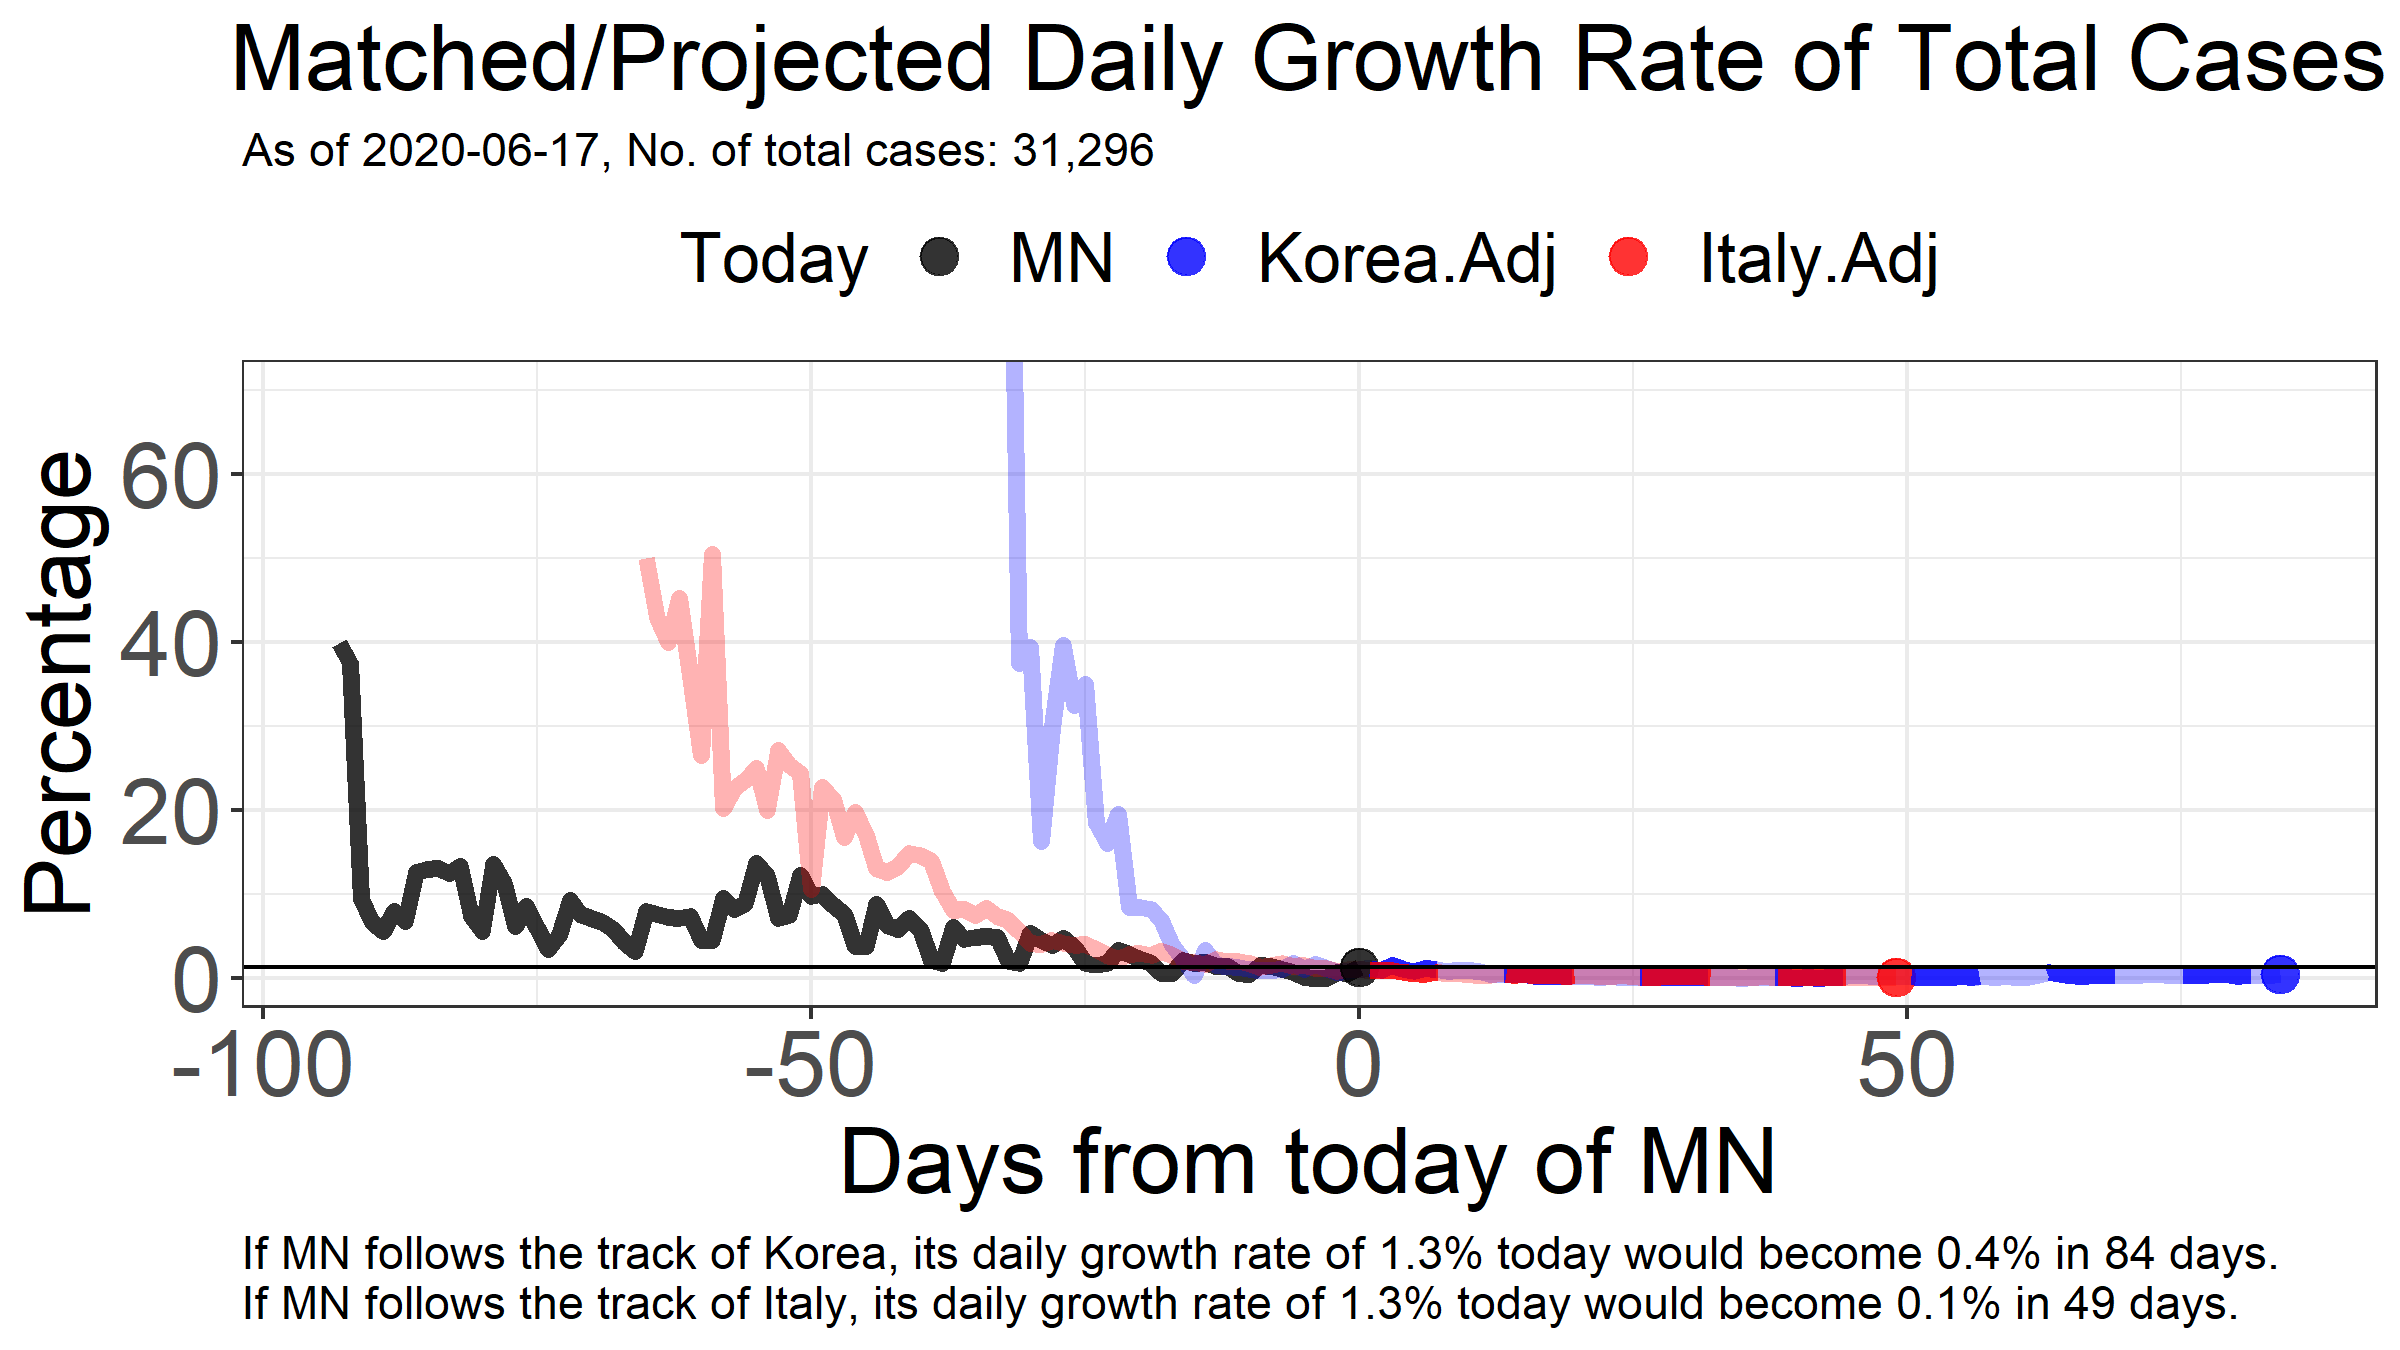 Matched/Projected Daily Growth Rate of Total Cases
As of 2020-06-17, No. of total cases: 31,296
Today MN Korea.Adj Italy.Adj
Percentage
60
40
20
0
-100 -50 0 50
Days from today of MN
If MN follows the track of Korea, its daily growth rate of 1.3% today would become 0.4% in 84 days.
If MN follows the track of Italy, its daily growth rate of 1.3% today would become 0.1% in 49 days.